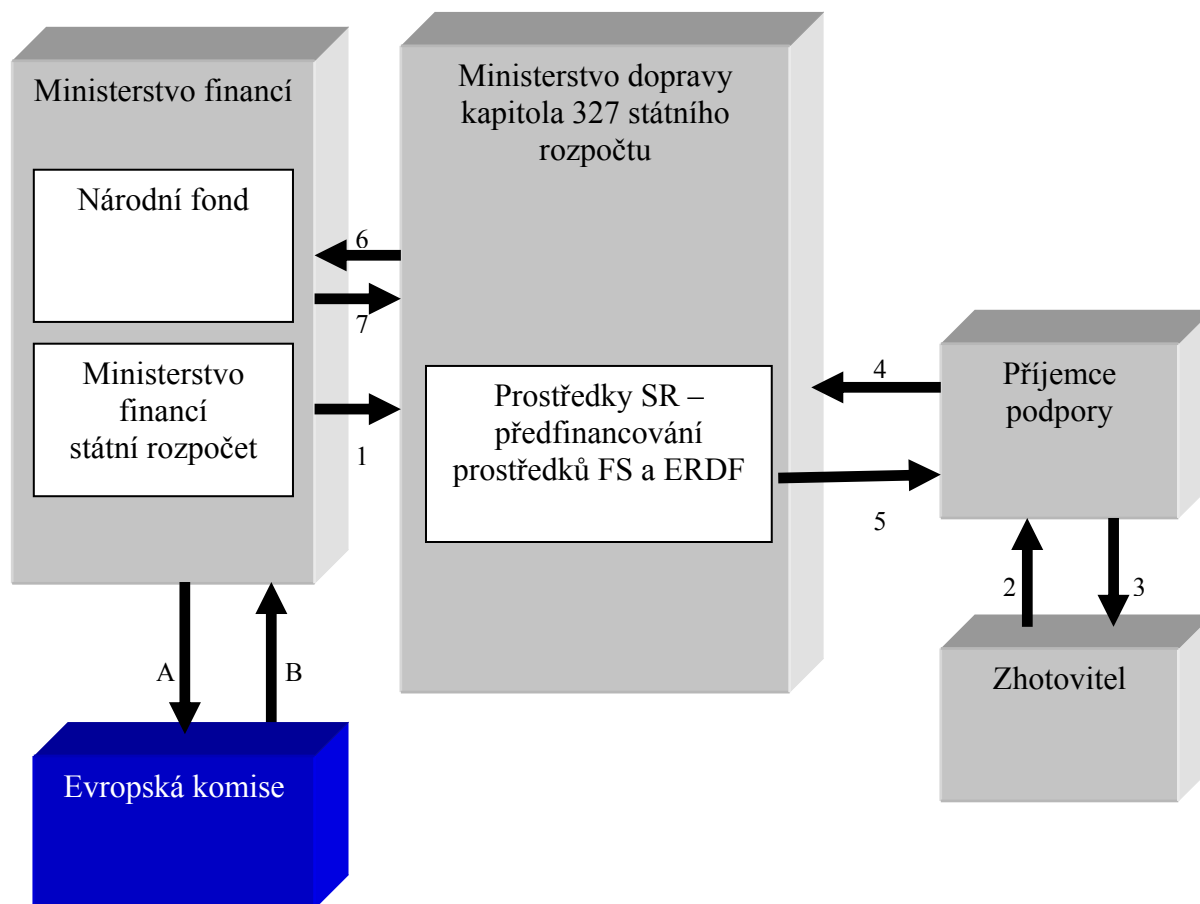 Ministerstvo financí
Národní fond
Ministerstvo
financí
státní rozpočet
Ministerstvo dopravy
kapitola 327 státního
rozpočtu
6
7
1
Prostředky SR –
předfinancování
prostředků FS a ERDF
4
5
Příjemce
podpory
2
3
Zhotovitel
A
B
Evropská komise